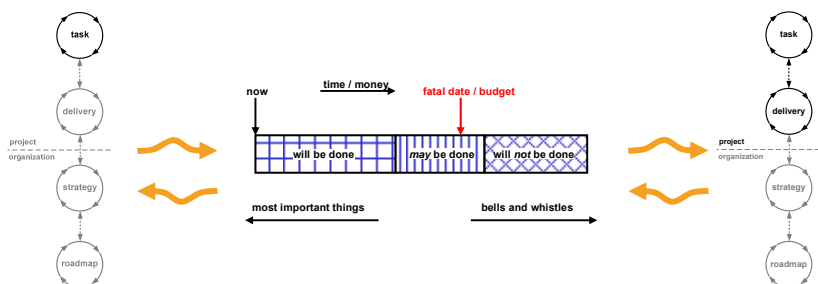 task
delivery
project
organization
strategy
roadmap
now
time / money
fatal date / budget
will be done
may be done
will not be done
most important things
bells and whistles
task
delivery
project
organization
strategy
roadmap